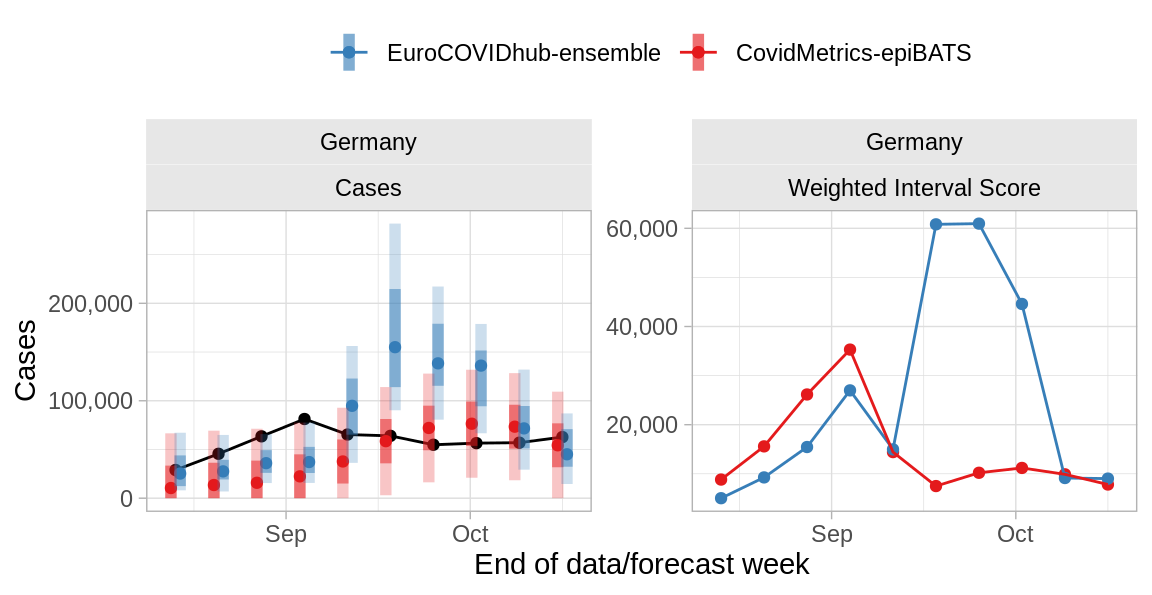 EuroCOVIDhub-ensemble CovidMetrics-epiBATS
Germany
Cases
Cases
200,000
100,000
0
Sep Oct
Germany
Weighted Interval Score
60,000
40,000
20,000
Sep Oct
End of data/forecast week